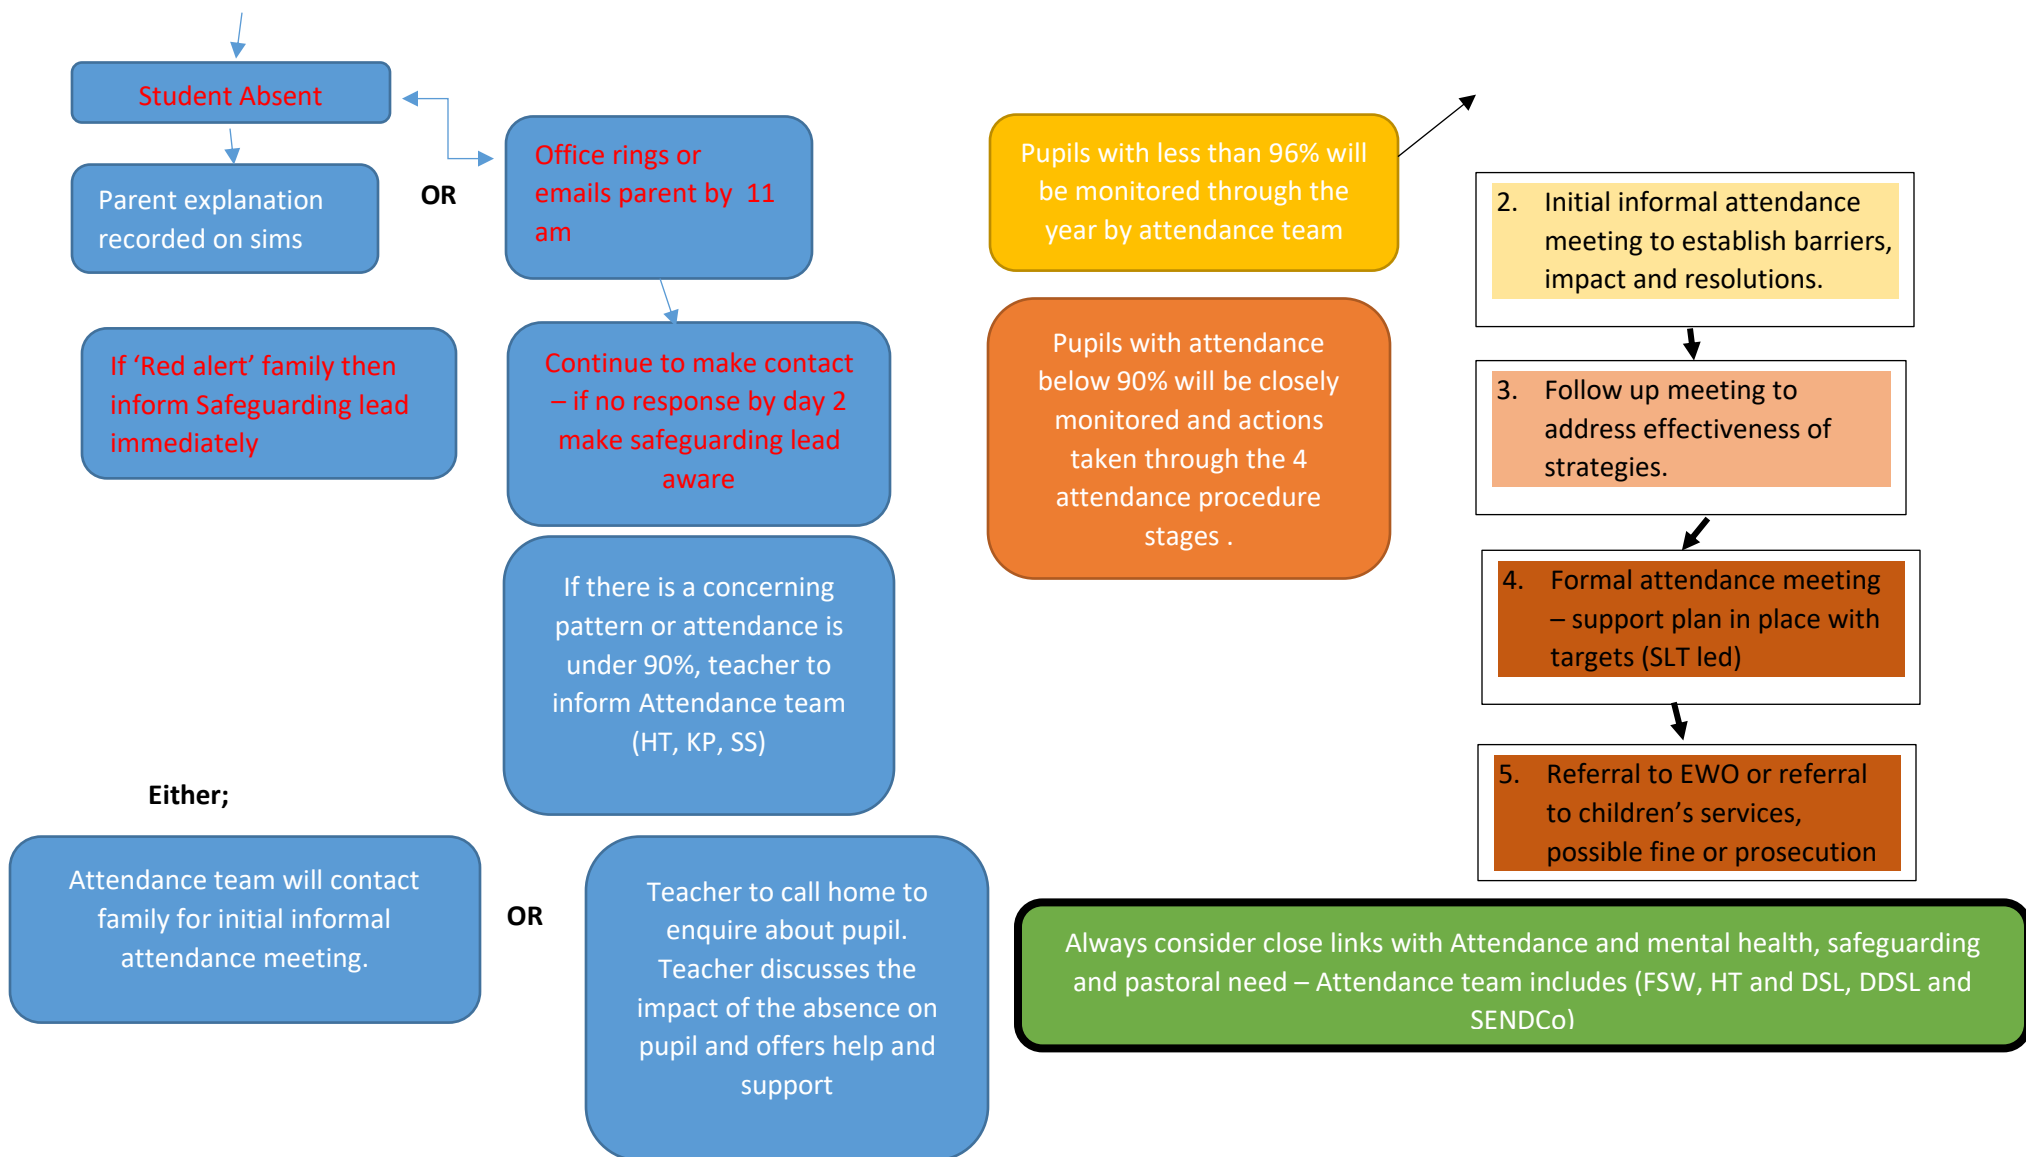 Student Absent
Parent explanation
recorded on sims
OR
Office rings or
emails parent by  11
am
If ‘Red alert’ family then
inform Safeguarding lead
immediately
Continue to make contact
– if no response by day 2
make safeguarding lead
aware
If there is a concerning
pattern or attendance is
under 90%, teacher to
inform Attendance team
(HT, KP, SS)
Either;
Attendance team will contact
family for initial informal
attendance meeting.
OR
Teacher to call home to
enquire about pupil.
Teacher discusses the
impact of the absence on
pupil and offers help and
support
Pupils with less than 96% will
be monitored through the
year by attendance team
Pupils with attendance
below 90% will be closely
monitored and actions
taken through the 4
attendance procedure
stages .
2. Initial informal attendance
meeting to establish barriers,
impact and resolutions.
3. Follow up meeting to
address effectiveness of
strategies.
4. Formal attendance meeting
– support plan in place with
targets (SLT led)
5. Referral to EWO or referral
to children’s services,
possible fine or prosecution
Always consider close links with Attendance and mental health, safeguarding
and pastoral need – Attendance team includes (FSW, HT and DSL, DDSL and
SENDCo)